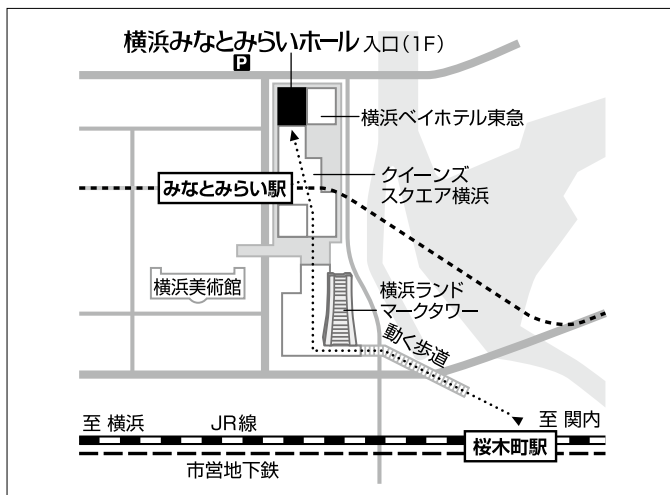 横浜みなとみらいホール 入口(1F)
P
横浜ベイホテル東急
クイーンズ
スクエア横浜
みなとみらい駅
横浜美術館
横浜ランド
マークタワー
動く歩道
至 横浜
JR線
至 関内
桜木町駅
市営地下鉄